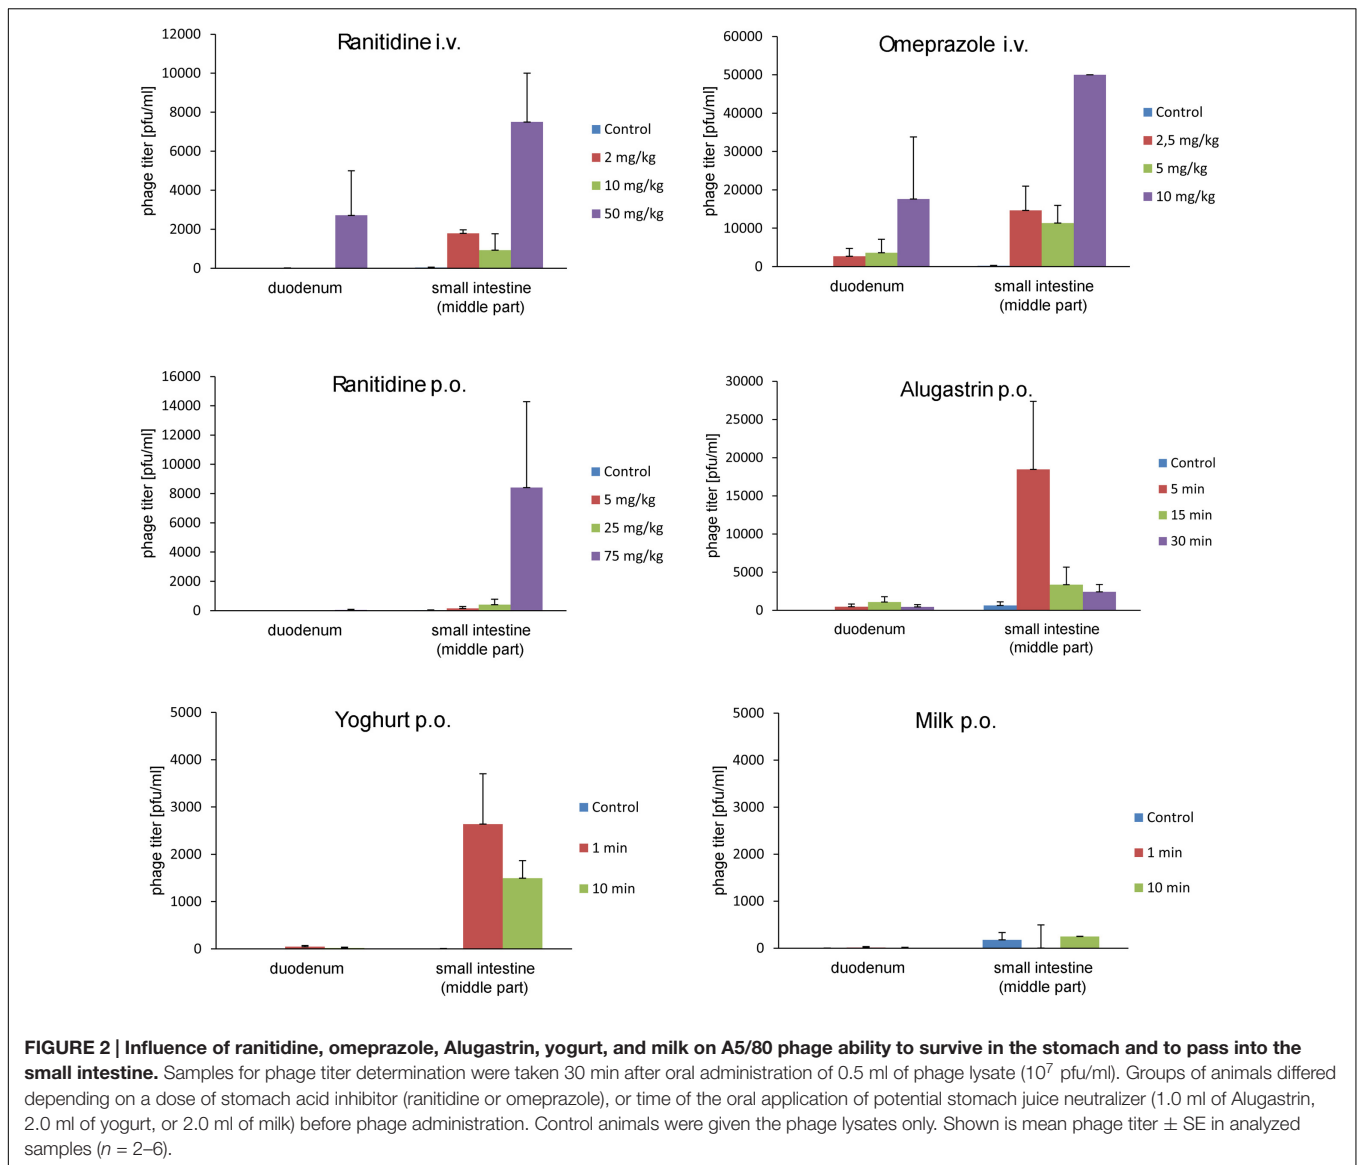 Ranitidine i.v.
phage titer [pfu/ml]
12000
10000
8000
6000
4000
2000
0
duodenum
small intestine
(middle part)
Control
2 mg/kg
10 mg/kg
50 mg/kg
Omeprazole i.v.
phage titer [pfu/ml]
60000
50000
40000
30000
20000
10000
0
duodenum
small intestine
(middle part)
Control
2,5 mg/kg
5 mg/kg
10 mg/kg
Ranitidine p.o.
phage titer [pfu/ml]
16000
14000
12000
10000
8000
6000
4000
2000
0
duodenum
small intestine
(middle part)
Control
5 mg/kg
25 mg/kg
75 mg/kg
Alugastrin p.o.
phage titer [pfu/ml]
30000
25000
20000
15000
10000
5000
0
duodenum
small intestine
(middle part)
Control
5 min
15 min
30 min
Yoghurt p.o.
phage titer [pfu/ml]
5000
4000
3000
2000
1000
0
duodenum
small intestine
(middle part)
Control
1 min
10 min
Milk p.o.
phage titer [pfu/ml]
5000
4000
3000
2000
1000
0
duodenum
small intestine
(middle part)
Control
1 min
10 min
FIGURE 2 | Influence of ranitidine, omeprazole, Alugastrin, yogurt, and milk on A5/80 phage ability to survive in the stomach and to pass into the
small intestine. Samples for phage titer determination were taken 30 min after oral administration of 0.5 ml of phage lysate (10⁷ pfu/ml). Groups of animals differed
depending on a dose of stomach acid inhibitor (ranitidine or omeprazole), or time of the oral application of potential stomach juice neutralizer (1.0 ml of Alugastrin,
2.0 ml of yogurt, or 2.0 ml of milk) before phage administration. Control animals were given the phage lysates only. Shown is mean phage titer ± SE in analyzed
samples (n = 2–6).